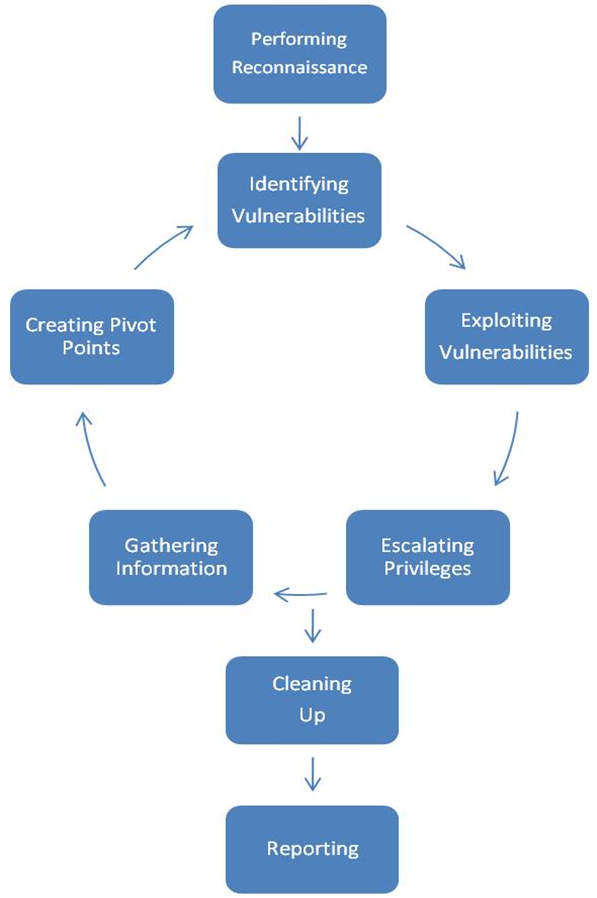 Performing
Reconnaissance
Identifying
Vulnerabilities
Exploiting
Vulnerabilities
Escalating
Privileges
Gathering
Information
Creating Pivot
Points
Cleaning
Up
Reporting